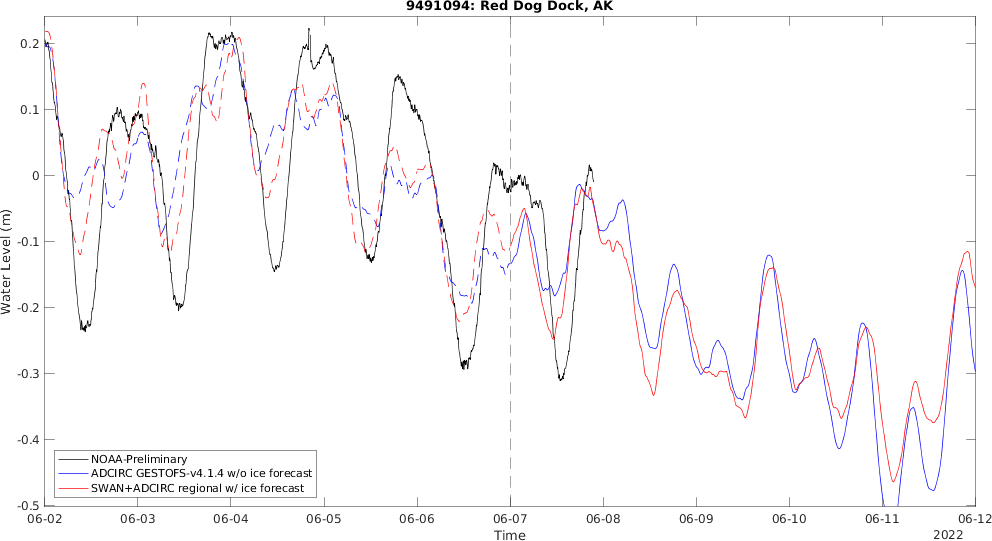 9491094: Red Dog Dock, AK
0.2
0.1
0
-0.1
-0.2
-0.3
-0.4
-0.5
Water Level (m)
NOAA-Preliminary
ADCIRC GESTOFS-v4.1.4 w/o ice forecast
SWAN+ADCIRC regional w/ ice forecast
06-02 06-03 06-04 06-05 06-06 06-07 06-08 06-09 06-10 06-11 06-12
Time
2022